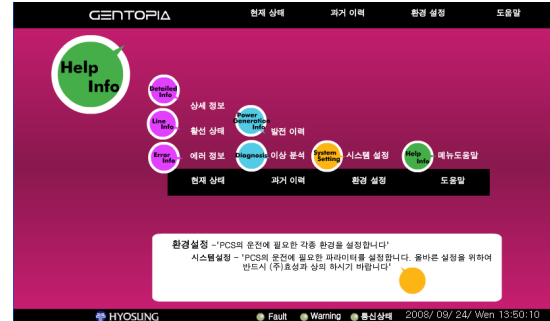 GENTOPIA 현재 상태 과거 이력 환경 설정 도움말
Help Info
Detailed Info 상세 정보
Line Info 활선 상태 Power Generation Info 발전 이력
Error Info 에러 정보 Diagnosis 이상 분석 System Setting 시스템 설정 Help Info 메뉴도움말
현재 상태 과거 이력 환경 설정 도움말
환경설정 -'PCS의 운전에 필요한 각종 환경을 설정합니다'
시스템설정 - 'PCS의 운전에 필요한 파라미터를 설정합니다. 올바른 설정을 위하여
반드시 (주)효성과 상의 하시기 바랍니다'
HYOSUNG Fault Warning 통신상태 2008/ 09/ 24/ Wen 13:50:10